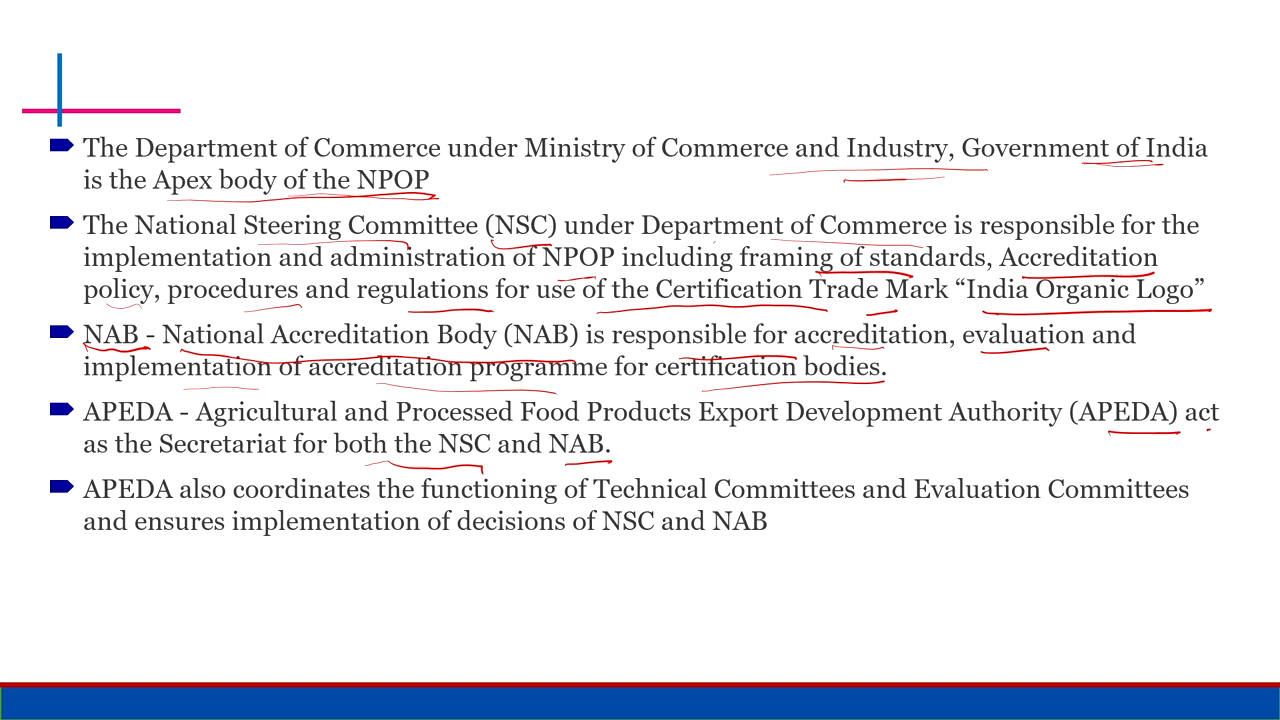 The Department of Commerce under Ministry of Commerce and Industry, Government of India
is the Apex body of the NPOP
The National Steering Committee (NSC) under Department of Commerce is responsible for the
implementation and administration of NPOP including framing of standards, Accreditation
policy, procedures and regulations for use of the Certification Trade Mark “India Organic Logo”
NAB - National Accreditation Body (NAB) is responsible for accreditation, evaluation and
implementation of accreditation programme for certification bodies.
APEDA - Agricultural and Processed Food Products Export Development Authority (APEDA) act
as the Secretariat for both the NSC and NAB.
APEDA also coordinates the functioning of Technical Committees and Evaluation Committees
and ensures implementation of decisions of NSC and NAB